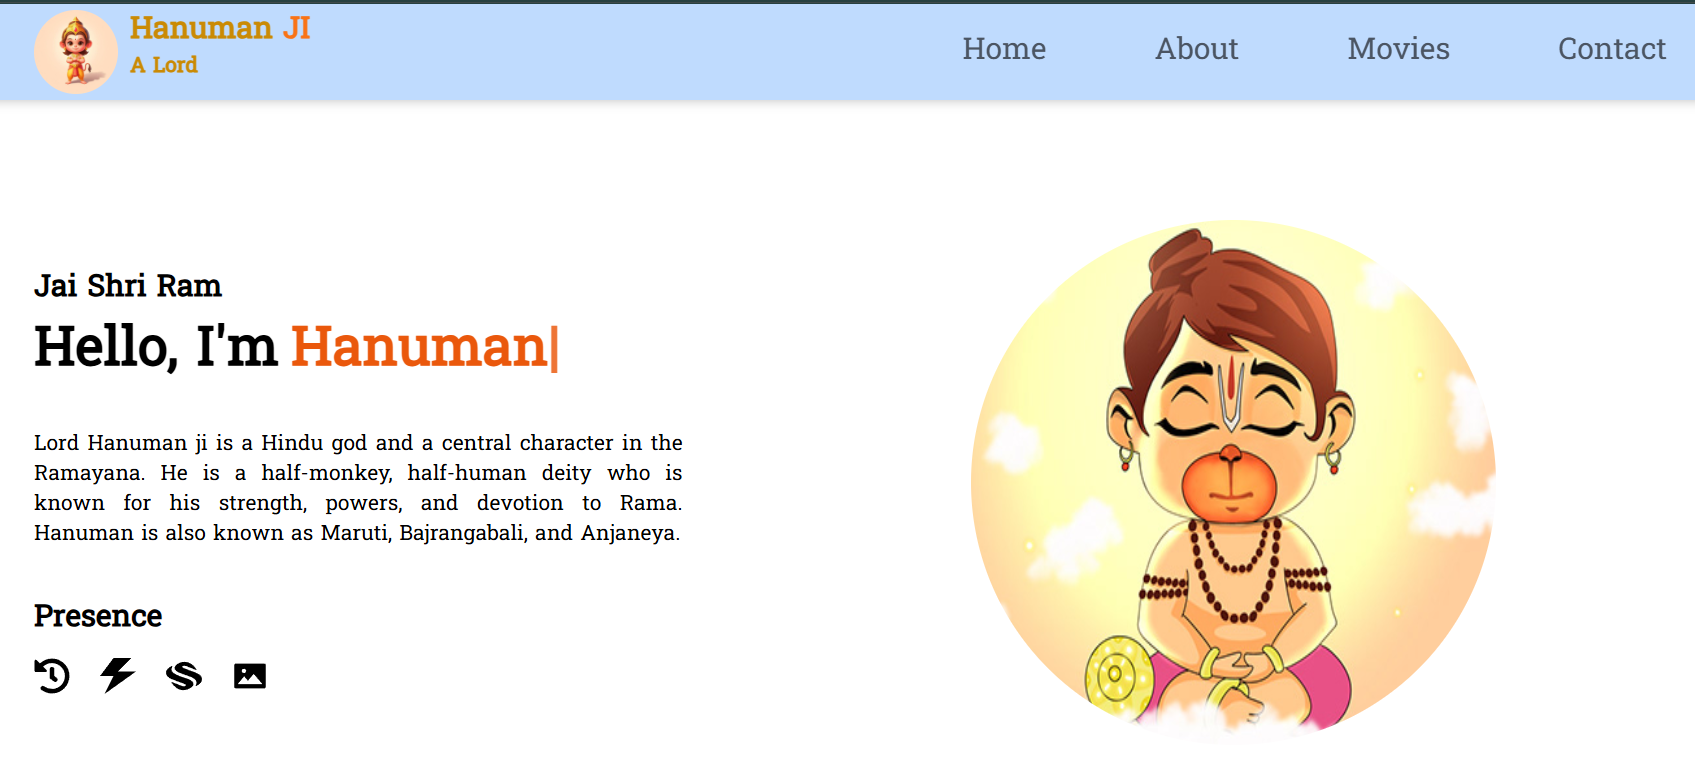 Hanuman JI
A Lord
Home About Movies Contact
Jai Shri Ram
Hello, I'm Hanuman|
Lord Hanuman ji is a Hindu god and a central character in the
Ramayana. He is a half-monkey, half-human deity who is
known for his strength, powers, and devotion to Rama.
Hanuman is also known as Maruti, Bajrangabali, and Anjaneya.
Presence